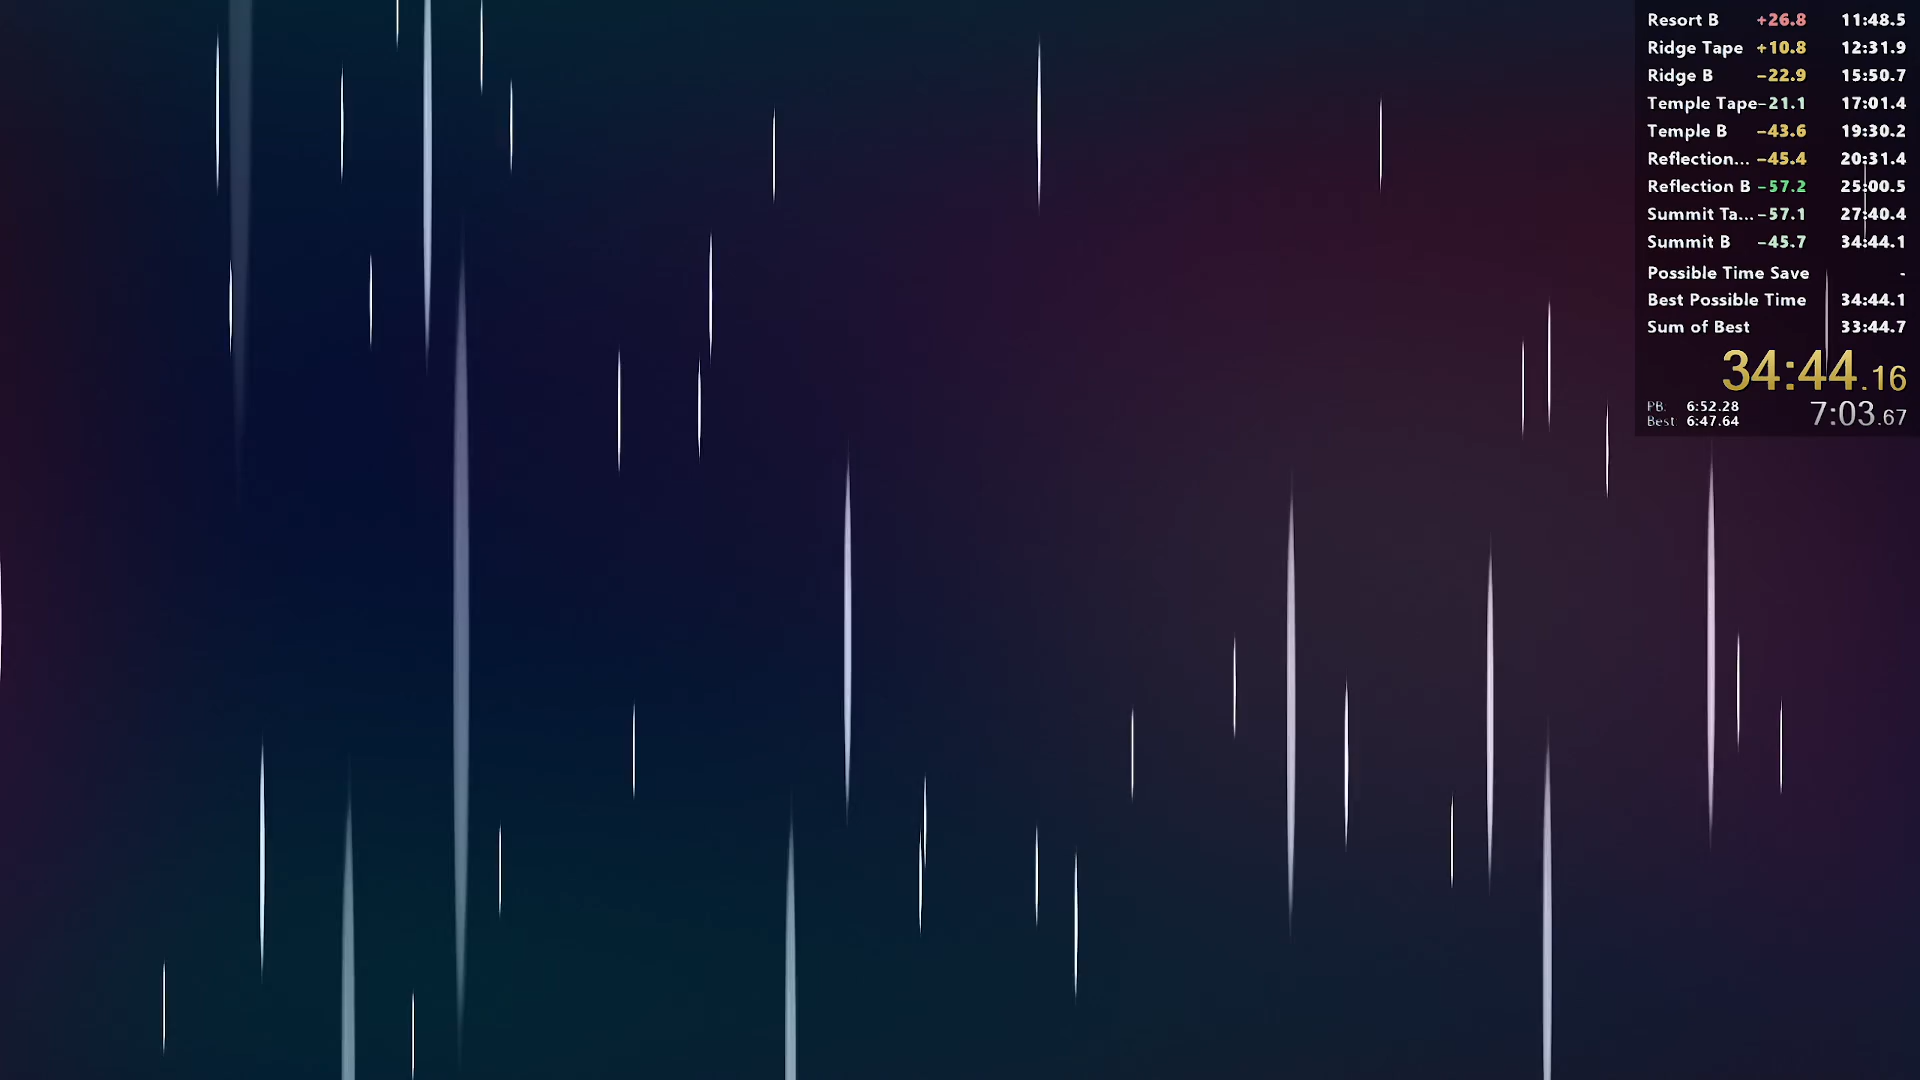 Resort B +26.8 11:48.5
Ridge Tape +10.8 12:31.9
Ridge B -22.9 15:50.7
Temple Tape -21.1 17:01.4
Temple B -43.6 19:30.2
Reflection... -45.4 20:31.4
Reflection B -57.2 25:00.5
Summit Ta... -57.1 27:40.4
Summit B -45.7 34:44.1
Possible Time Save -
Best Possible Time 34:44.1
Sum of Best 33:44.7
34:44.16
PB: 6:52.28 7:03.67
Best: 6:47.64